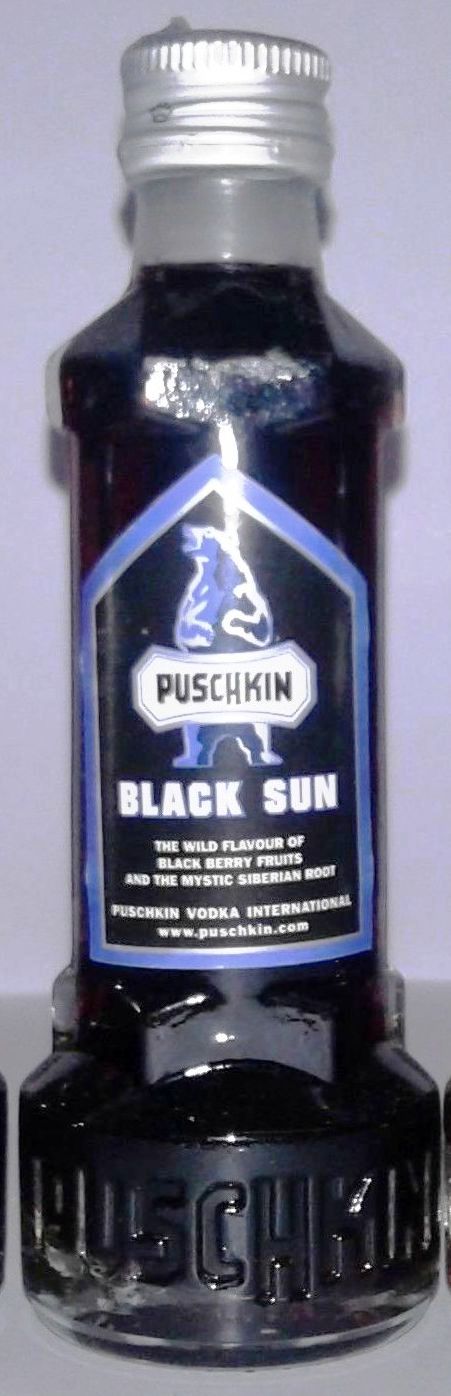 PUSCHKIN
BLACK SUN
THE WILD FLAVOUR OF
BLACK BERRY FRUITS
AND THE MYSTIC SIBERIAN ROOT
PUSCHKIN VODKA INTERNATIONAL
www.puschkin.com
PUSCHKIN